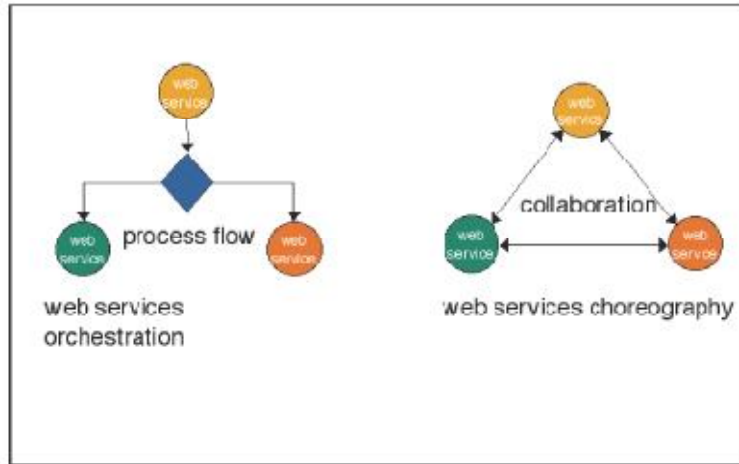 web
service
process flow
web
service
web
service
web services
orchestration
web
service
collaboration
web
service
web
service
web services choreography